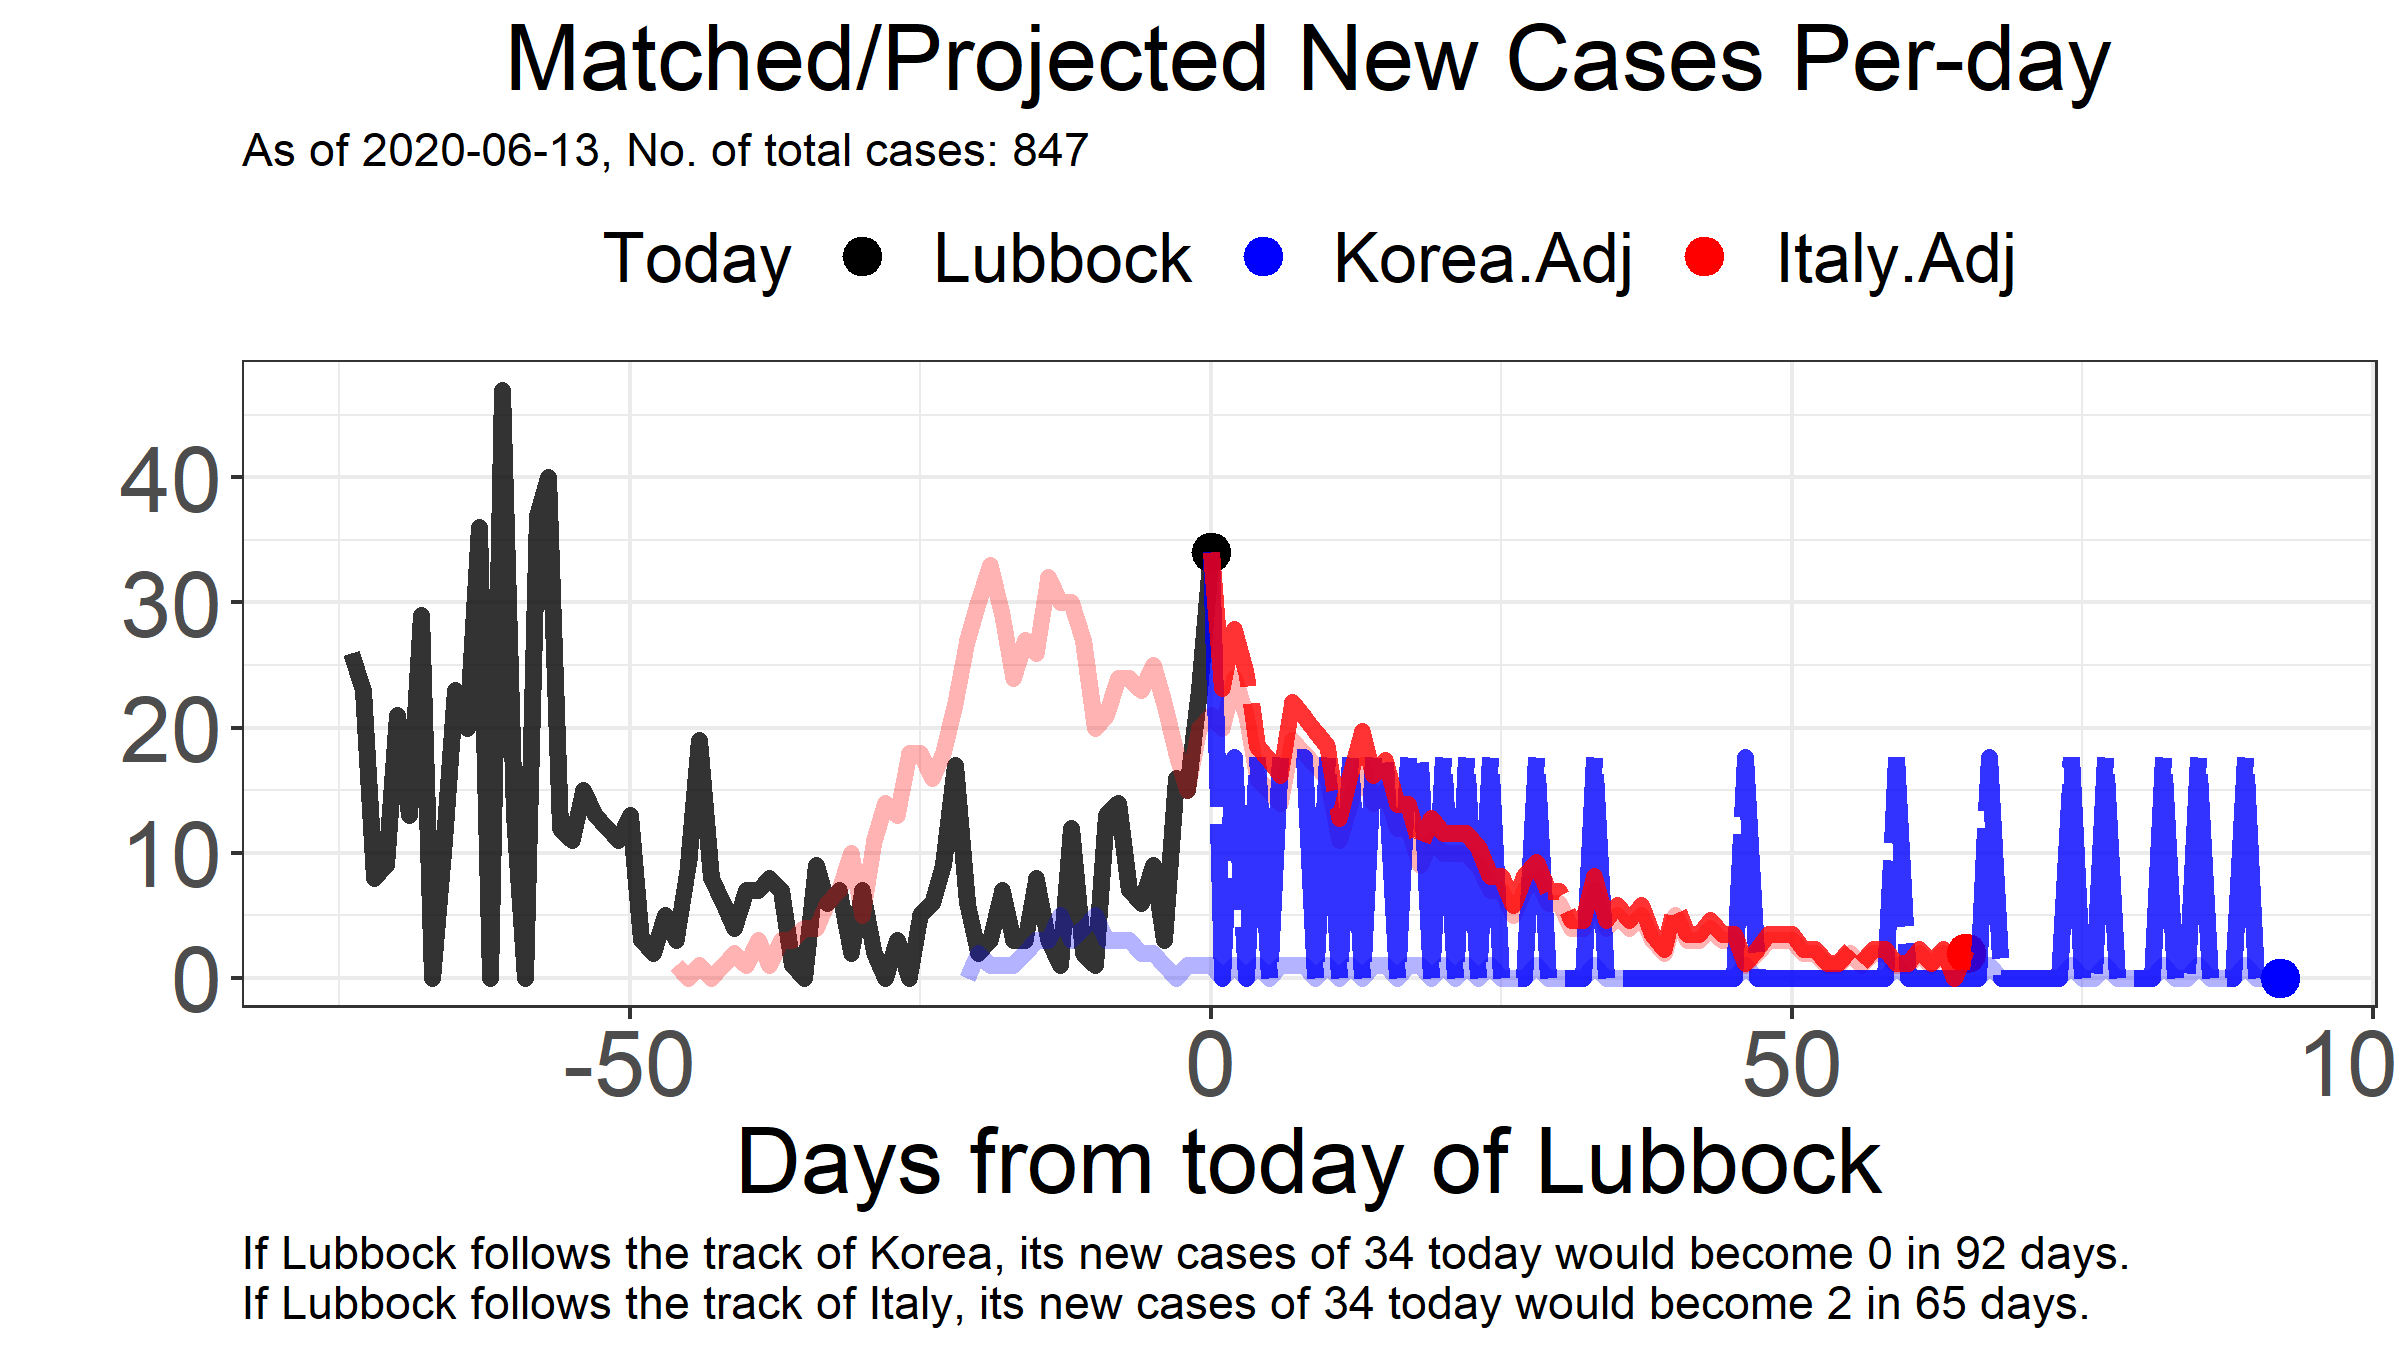 Matched/Projected New Cases Per-day
As of 2020-06-13, No. of total cases: 847
Today Lubbock Korea.Adj Italy.Adj
40
30
20
10
0
-50 0 50 10
Days from today of Lubbock
If Lubbock follows the track of Korea, its new cases of 34 today would become 0 in 92 days.
If Lubbock follows the track of Italy, its new cases of 34 today would become 2 in 65 days.